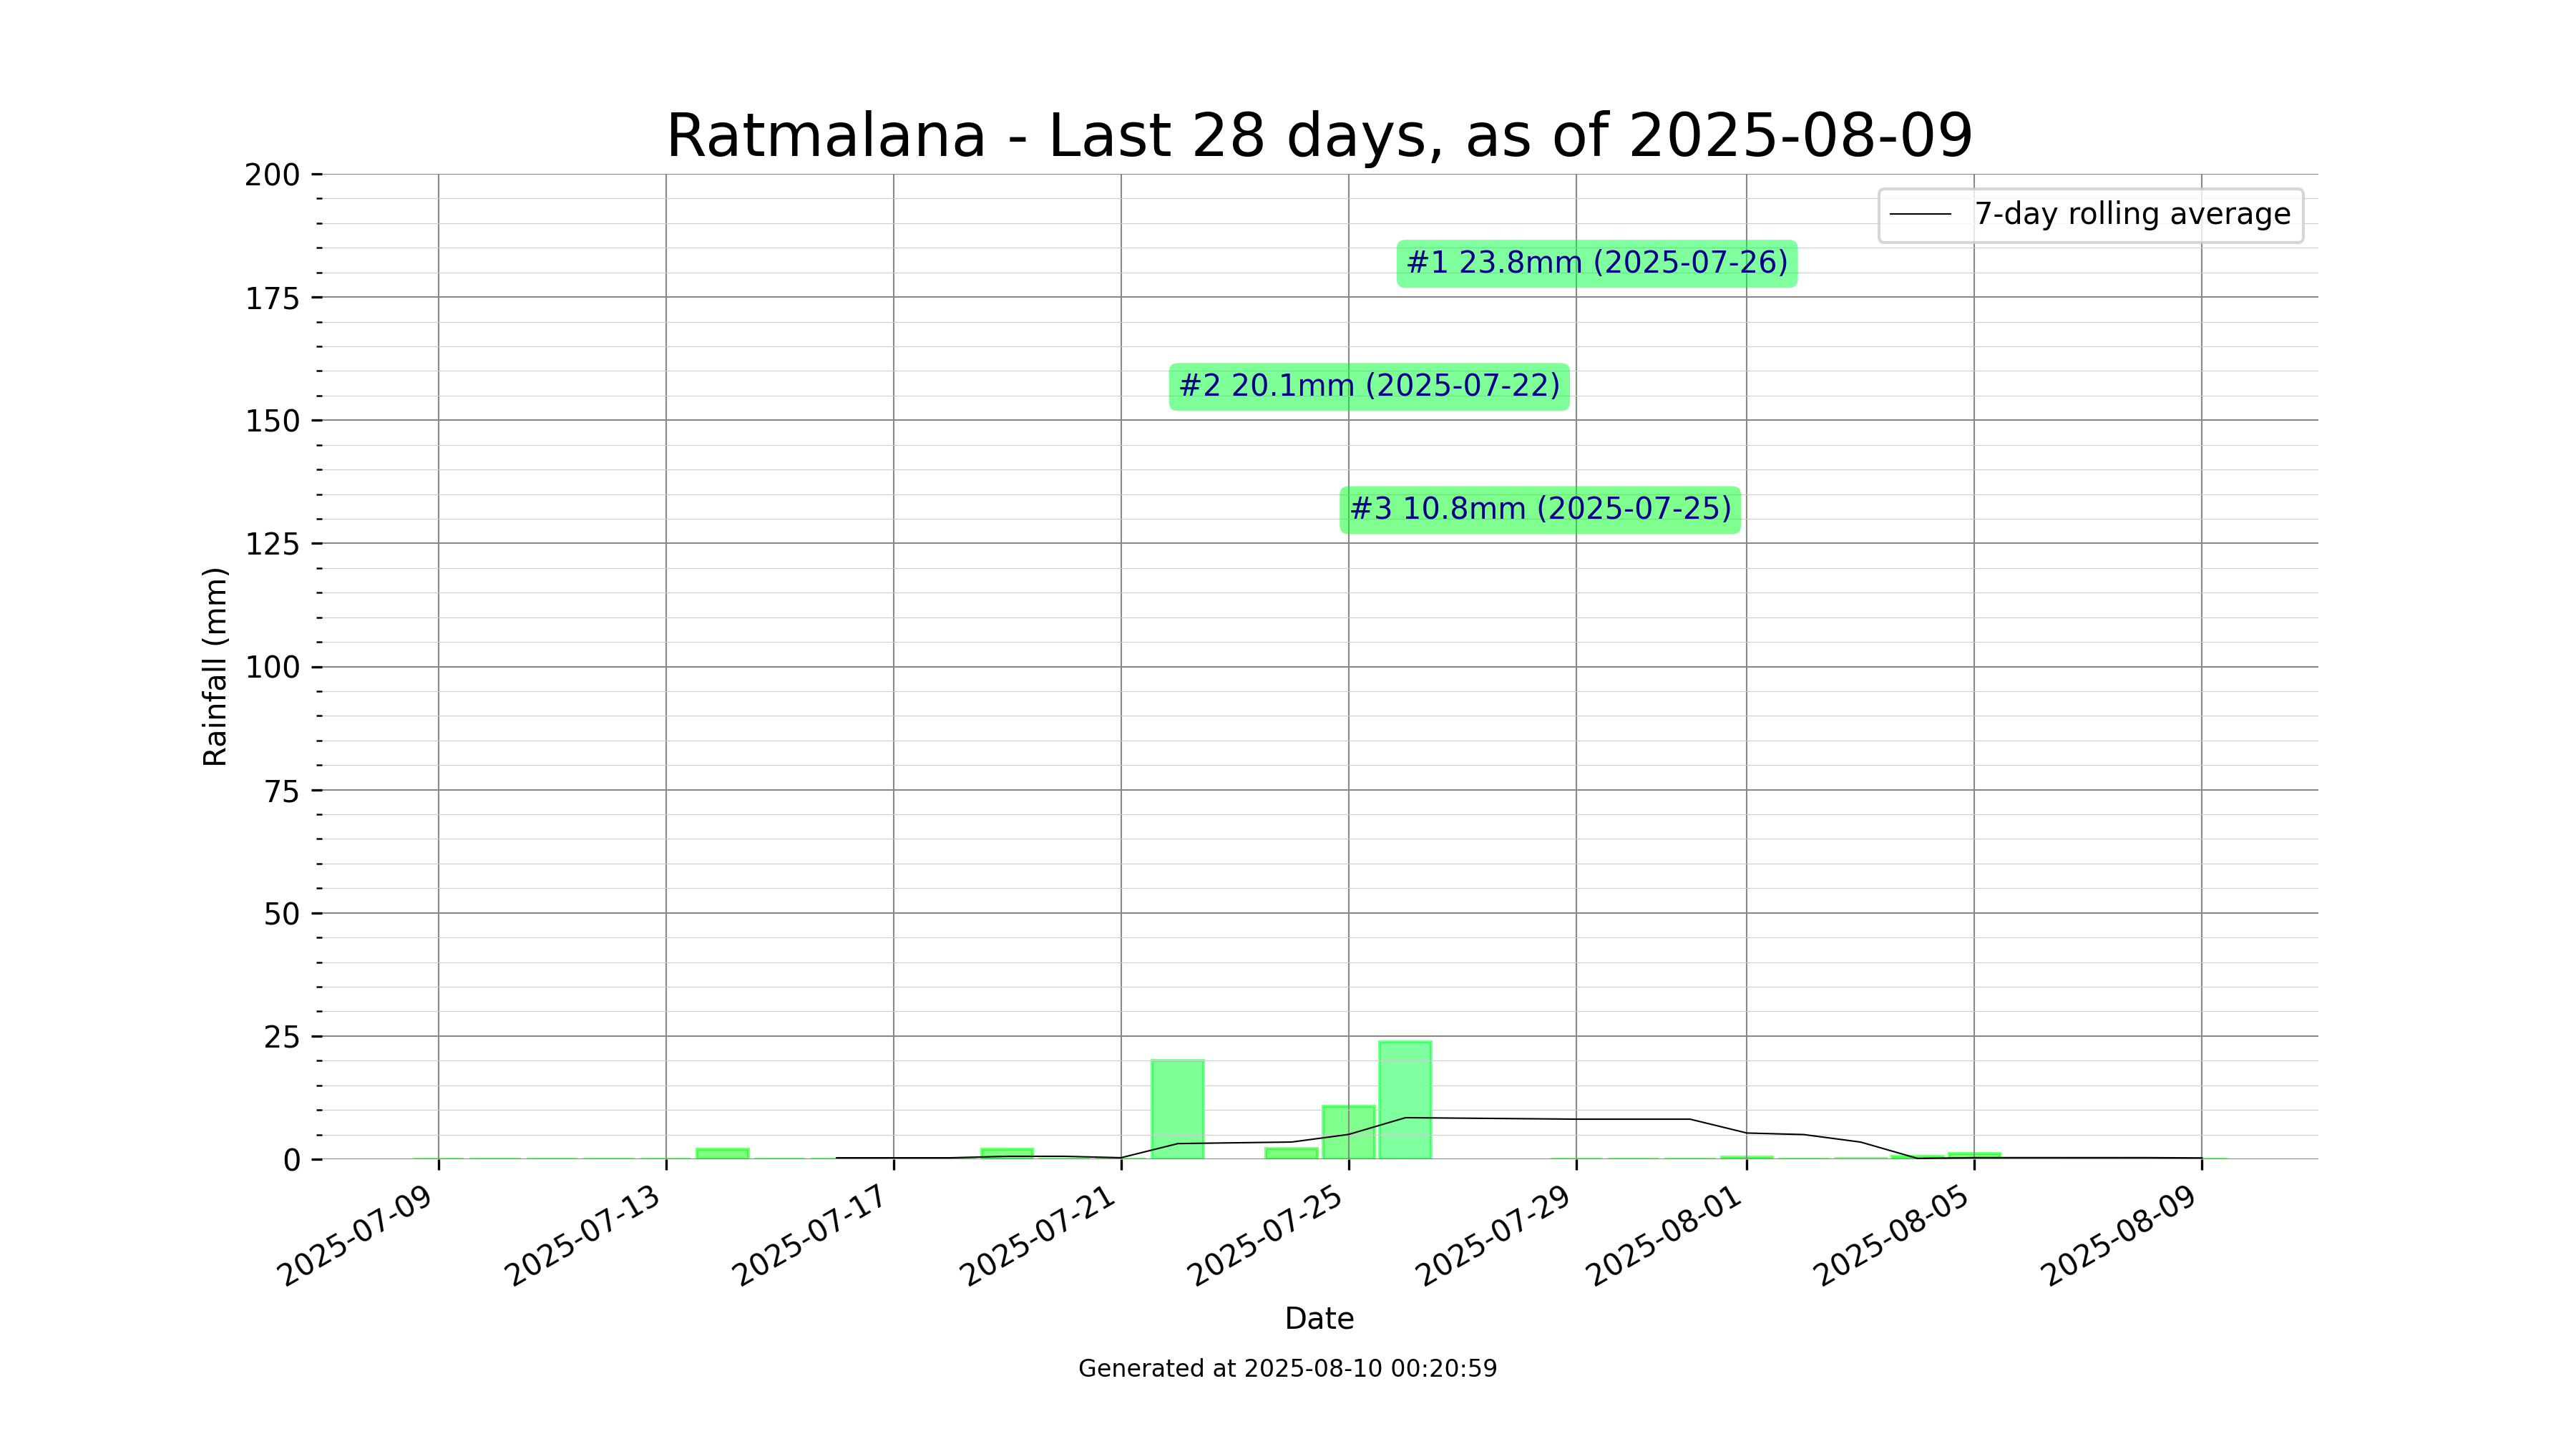 Ratmalana - Last 28 days, as of 2025-08-09
7-day rolling average
#1 23.8mm (2025-07-26)
#2 20.1mm (2025-07-22)
#3 10.8mm (2025-07-25)
Rainfall (mm)
200
175
150
125
100
75
50
25
0
2025-07-09
2025-07-13
2025-07-17
2025-07-21
2025-07-25
2025-07-29
2025-08-01
2025-08-05
2025-08-09
Date
Generated at 2025-08-10 00:20:59